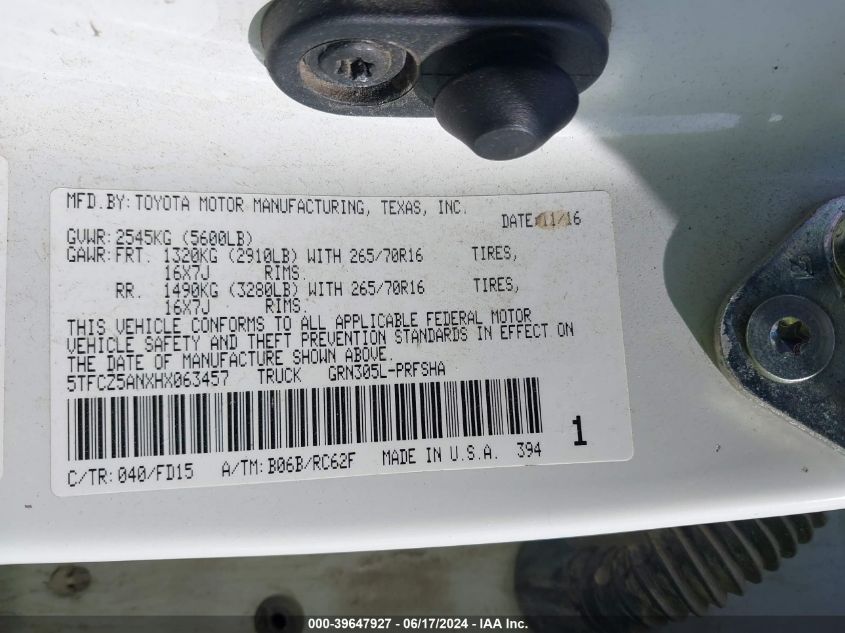 MFD.BY: TOYOTA MOTOR MANUFACTURING, TEXAS, INC.
DATE: 11/16
GVWR: 2545KG (5600LB)
GAWR: FRT. 1320KG (2910LB) WITH 265/70R16 TIRES,
16X7J RIMS.
RR. 1490KG (3280LB) WITH 265/70R16 TIRES,
16X7J RIMS.
THIS VEHICLE CONFORMS TO ALL APPLICABLE FEDERAL MOTOR
VEHICLE SAFETY AND THEFT PREVENTION STANDARDS IN EFFECT ON
THE DATE OF MANUFACTURE SHOWN ABOVE.
5TFCZ5ANXHX063457 TRUCK GRN305L-PRFSHA
1
C/TR: 040/FD15 A/TM: B06B/RC62F MADE IN U.S.A. 394
000-39647927 - 06/17/2024 - IAA Inc.